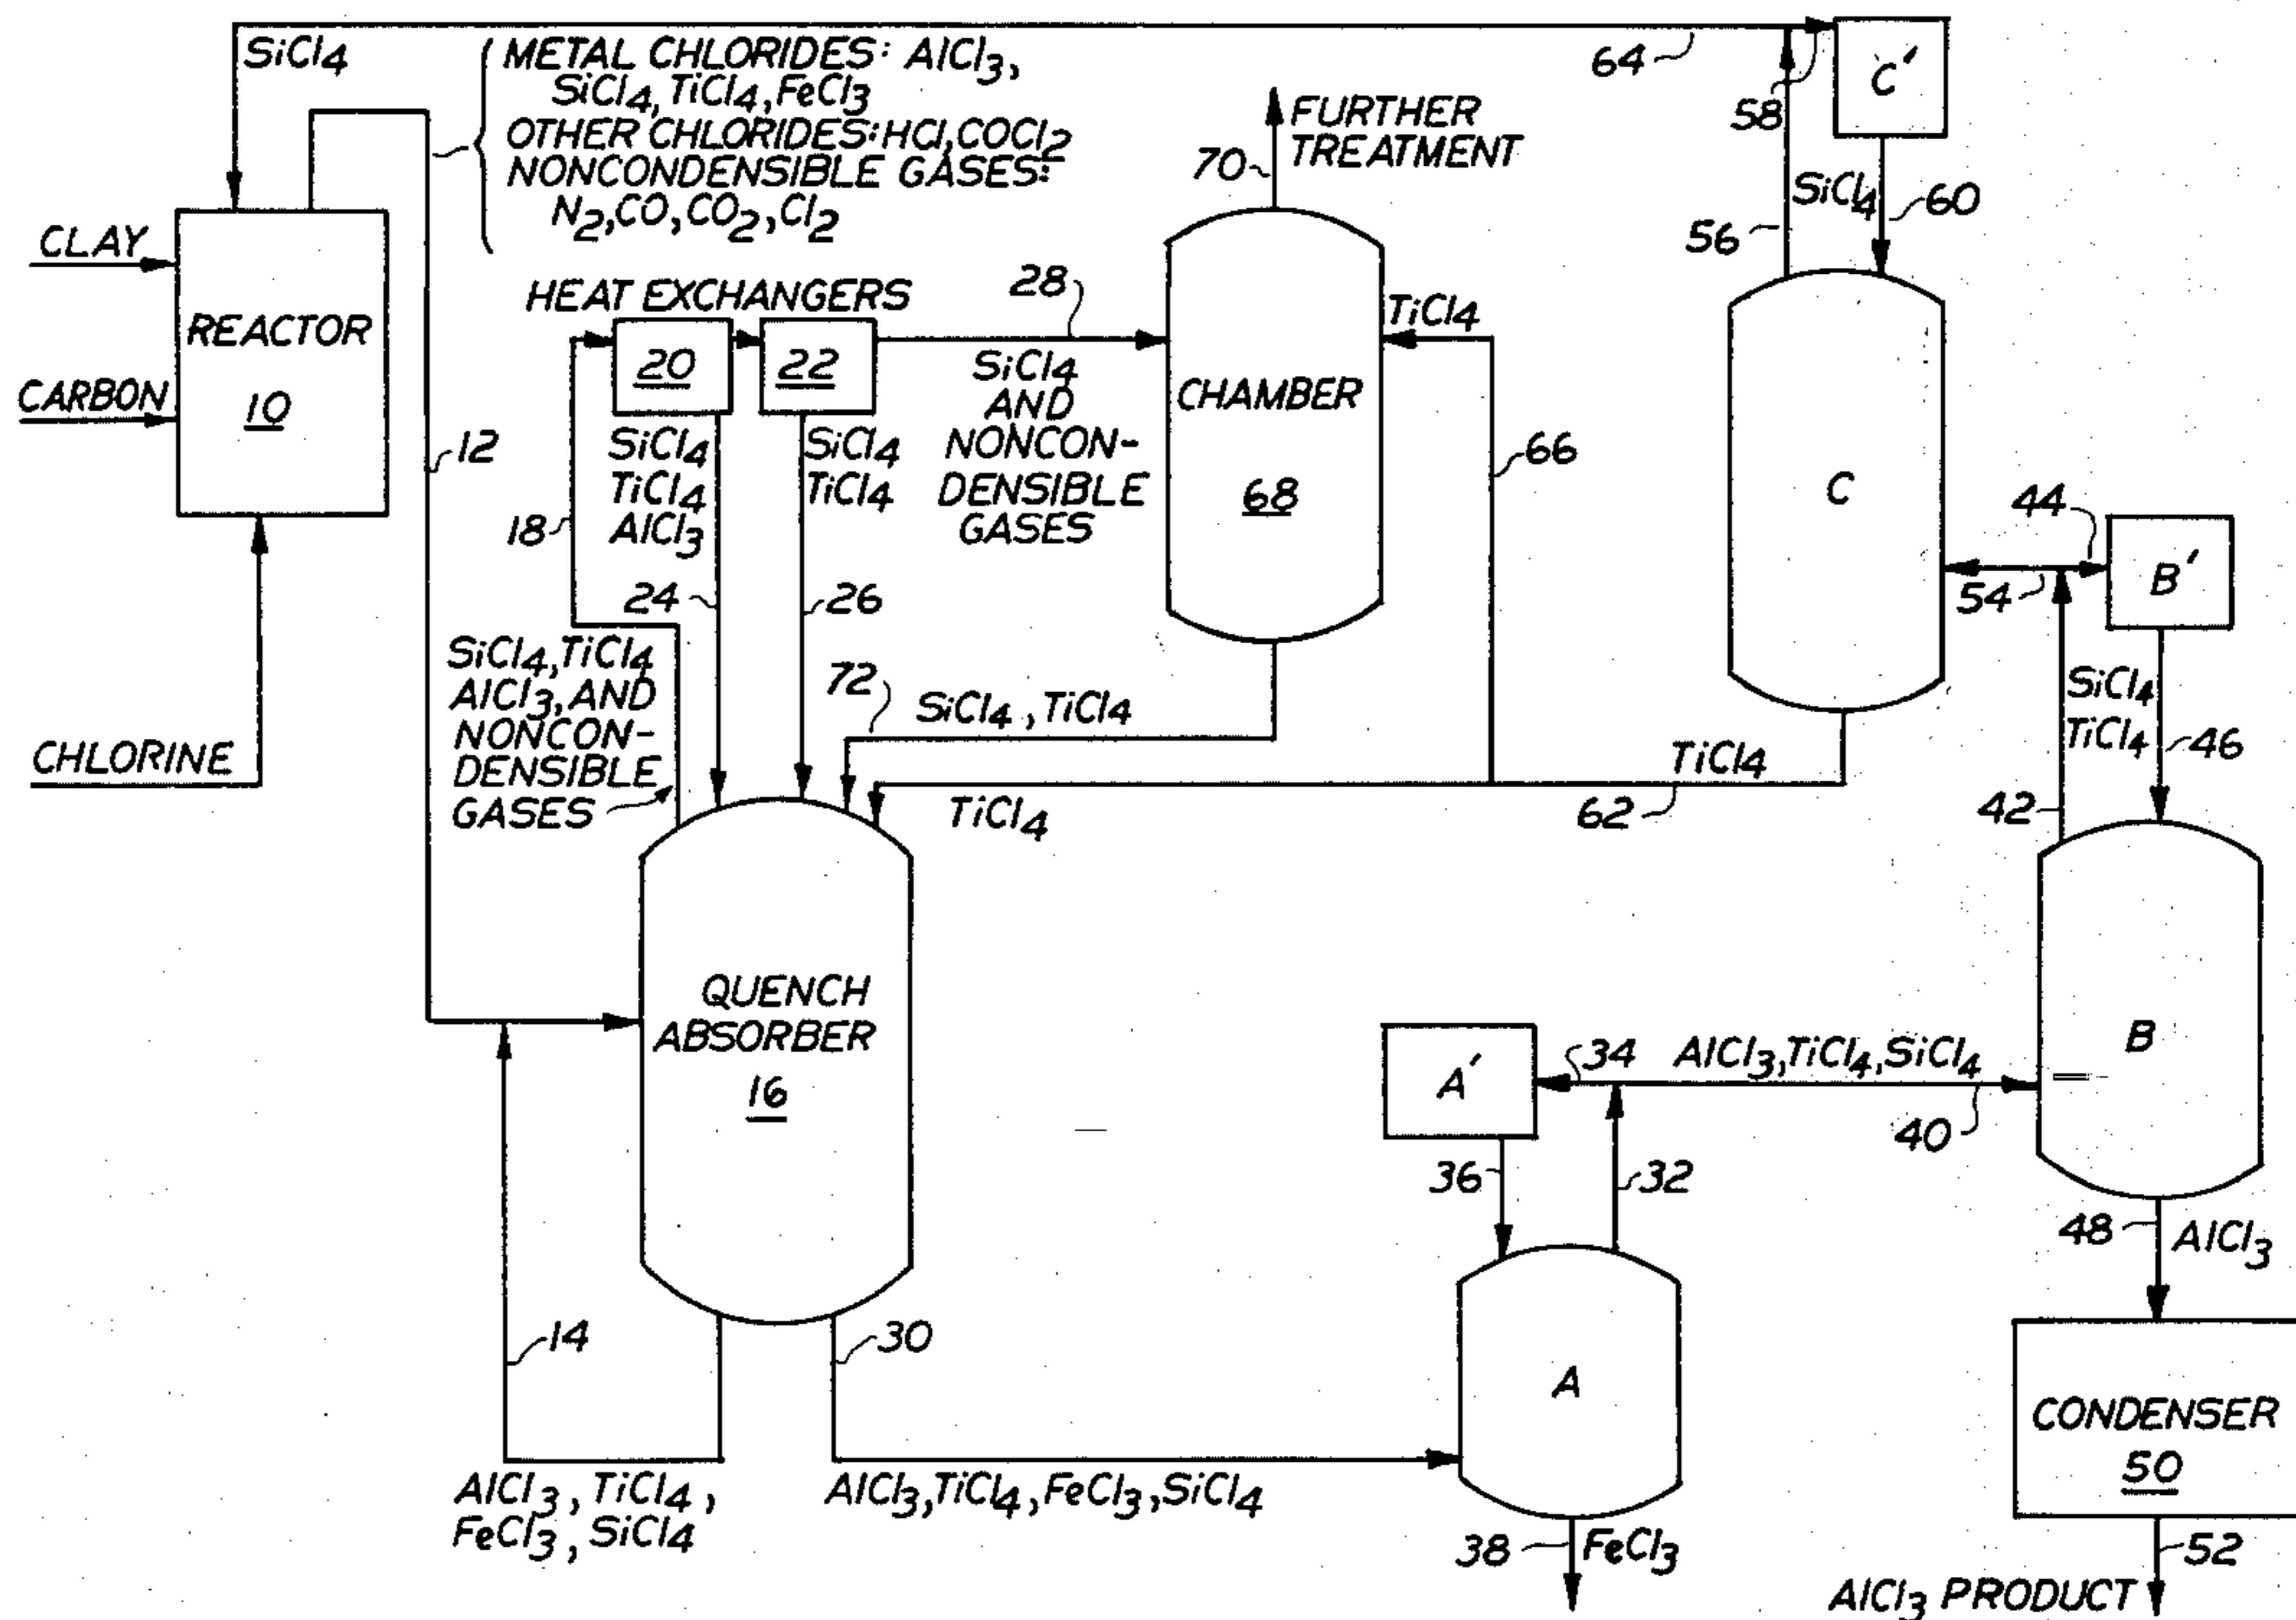 SiCl4
METAL CHLORIDES: AlCl3,
SiCl4, TiCl4, FeCl3
OTHER CHLORIDES: HCl, COCl2
NONCONDENSIBLE GASES:
N2, CO, CO2, Cl2
64
58
C'
FURTHER
TREATMENT
70
SiCl4
60
56
CLAY
REACTOR
10
CARBON
CHLORINE
12
HEAT EXCHANGERS
20
22
28
SiCl4
AND
NONCON-
DENSIBLE
GASES
CHAMBER
68
TiCl4
66
C
44
54
B'
SiCl4
TiCl4
AlCl3
SiCl4
TiCl4
18
24
26
SiCl4, TiCl4
AlCl3, AND
NONCON-
DENSIBLE
GASES
72
SiCl4, TiCl4
TiCl4
TiCl4
62
SiCl4
TiCl4
46
42
QUENCH
ABSORBER
16
A'
34
AlCl3, TiCl4, SiCl4
40
B
36
32
48
AlCl3
14
30
A
CONDENSER
50
AlCl3, TiCl4,
FeCl3, SiCl4
AlCl3, TiCl4, FeCl3, SiCl4
38
FeCl3
52
AlCl3 PRODUCT